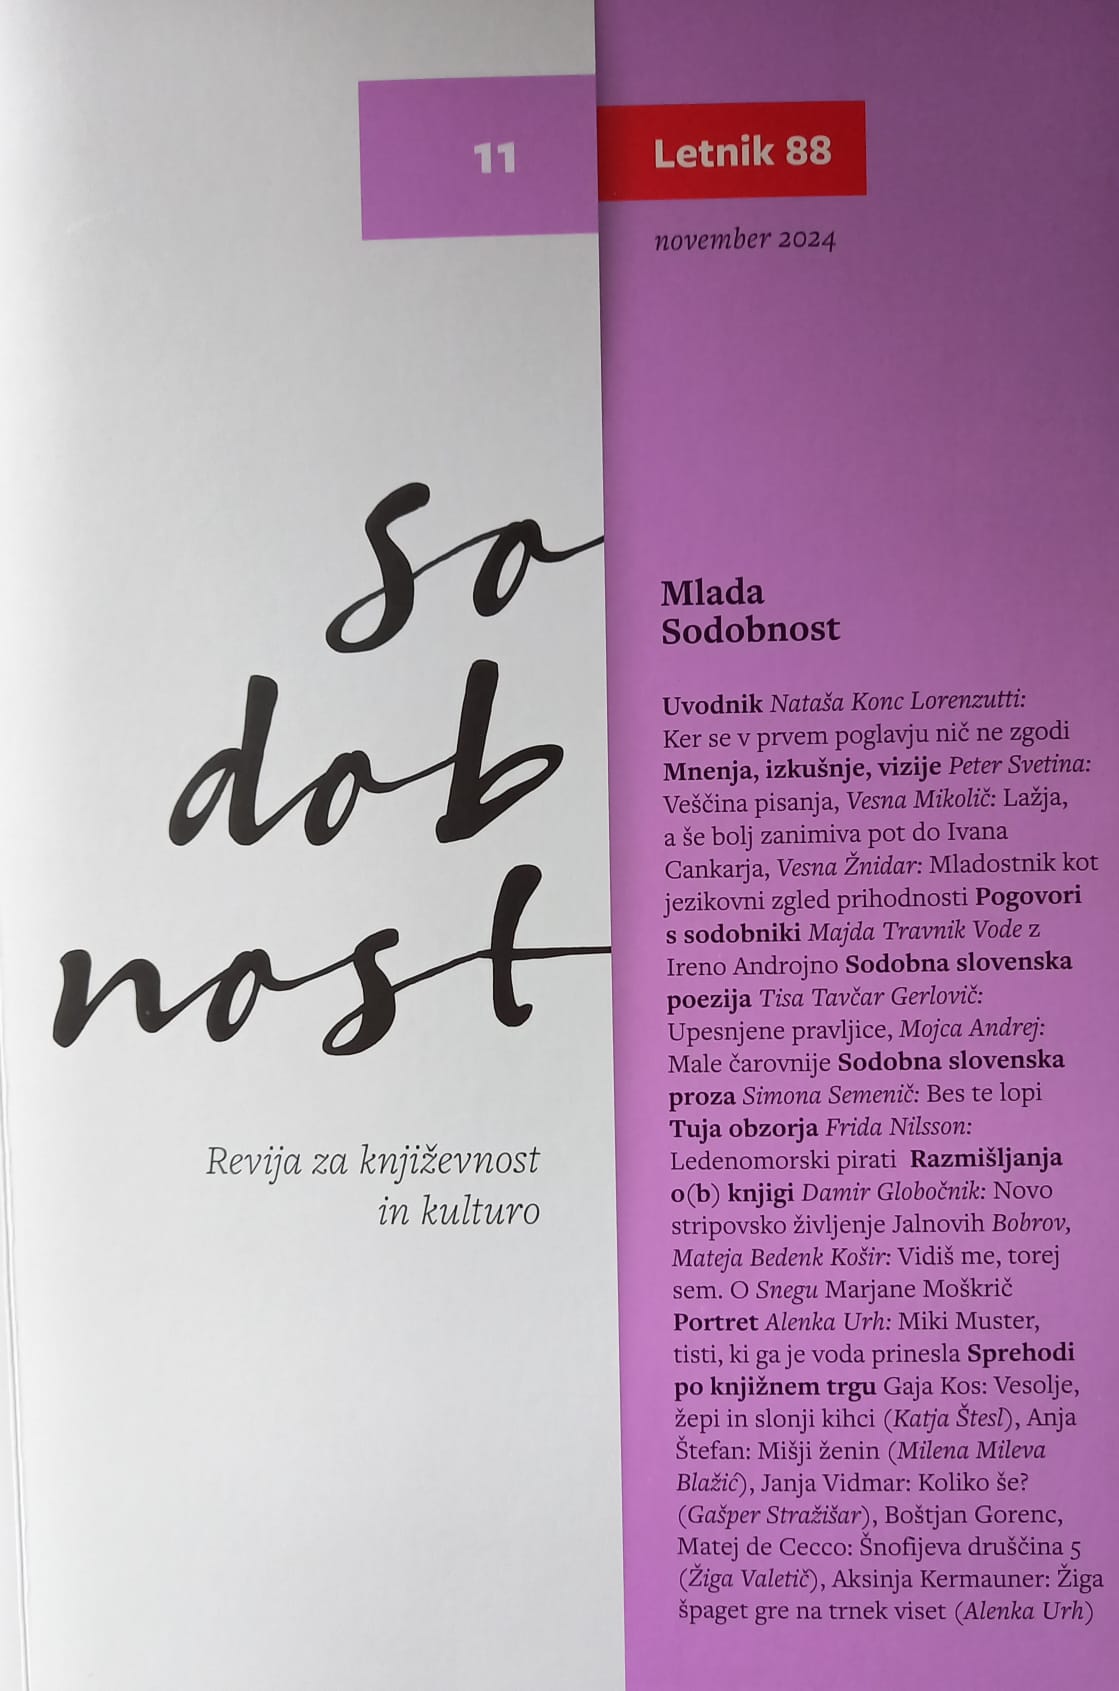 11
Letnik 88
november 2024
so
dob
nost
Revija za književnost
in kulturo
Mlada
Sodobnost
Uvodnik Nataša Konc Lorenzutti:
Ker se v prvem poglavju nič ne zgodi
Mnenja, izkušnje, vizije Peter Svetina:
Veščina pisanja, Vesna Mikolič: Lažja,
a še bolj zanimiva pot do Ivana
Cankarja, Vesna Žnidar: Mladostnik kot
jezikovni zgled prihodnosti Pogovori
s sodobniki Majda Travnik Vode z
Ireno Androjno Sodobna slovenska
poezija Tisa Tavčar Gerlovič:
Upesnjene pravljice, Mojca Andrej:
Male čarovnije Sodobna slovenska
proza Simona Semenič: Bes te lopi
Tuja obzorja Frida Nilsson:
Ledenomorski pirati Razmišljanja
o(b) knjigi Damir Globočnik: Novo
stripovsko življenje Jalnovih Bobrov,
Mateja Bedenk Košir: Vidiš me, torej
sem. O Snegu Marjane Moškrič
Portret Alenka Urh: Miki Muster,
tisti, ki ga je voda prinesla Sprehodi
po knjižnem trgu Gaja Kos: Vesolje,
žepi in slonji kihci (Katja Štesl), Anja
Štefan: Mišji ženin (Milena Mileva
Blažić), Janja Vidmar: Koliko še?
(Gašper Stražišar), Boštjan Gorenc,
Matej de Cecco: Šnofijeva druščina 5
(Žiga Valetič), Aksinja Kermauner: Žiga
špaget gre na trnek viset (Alenka Urh)